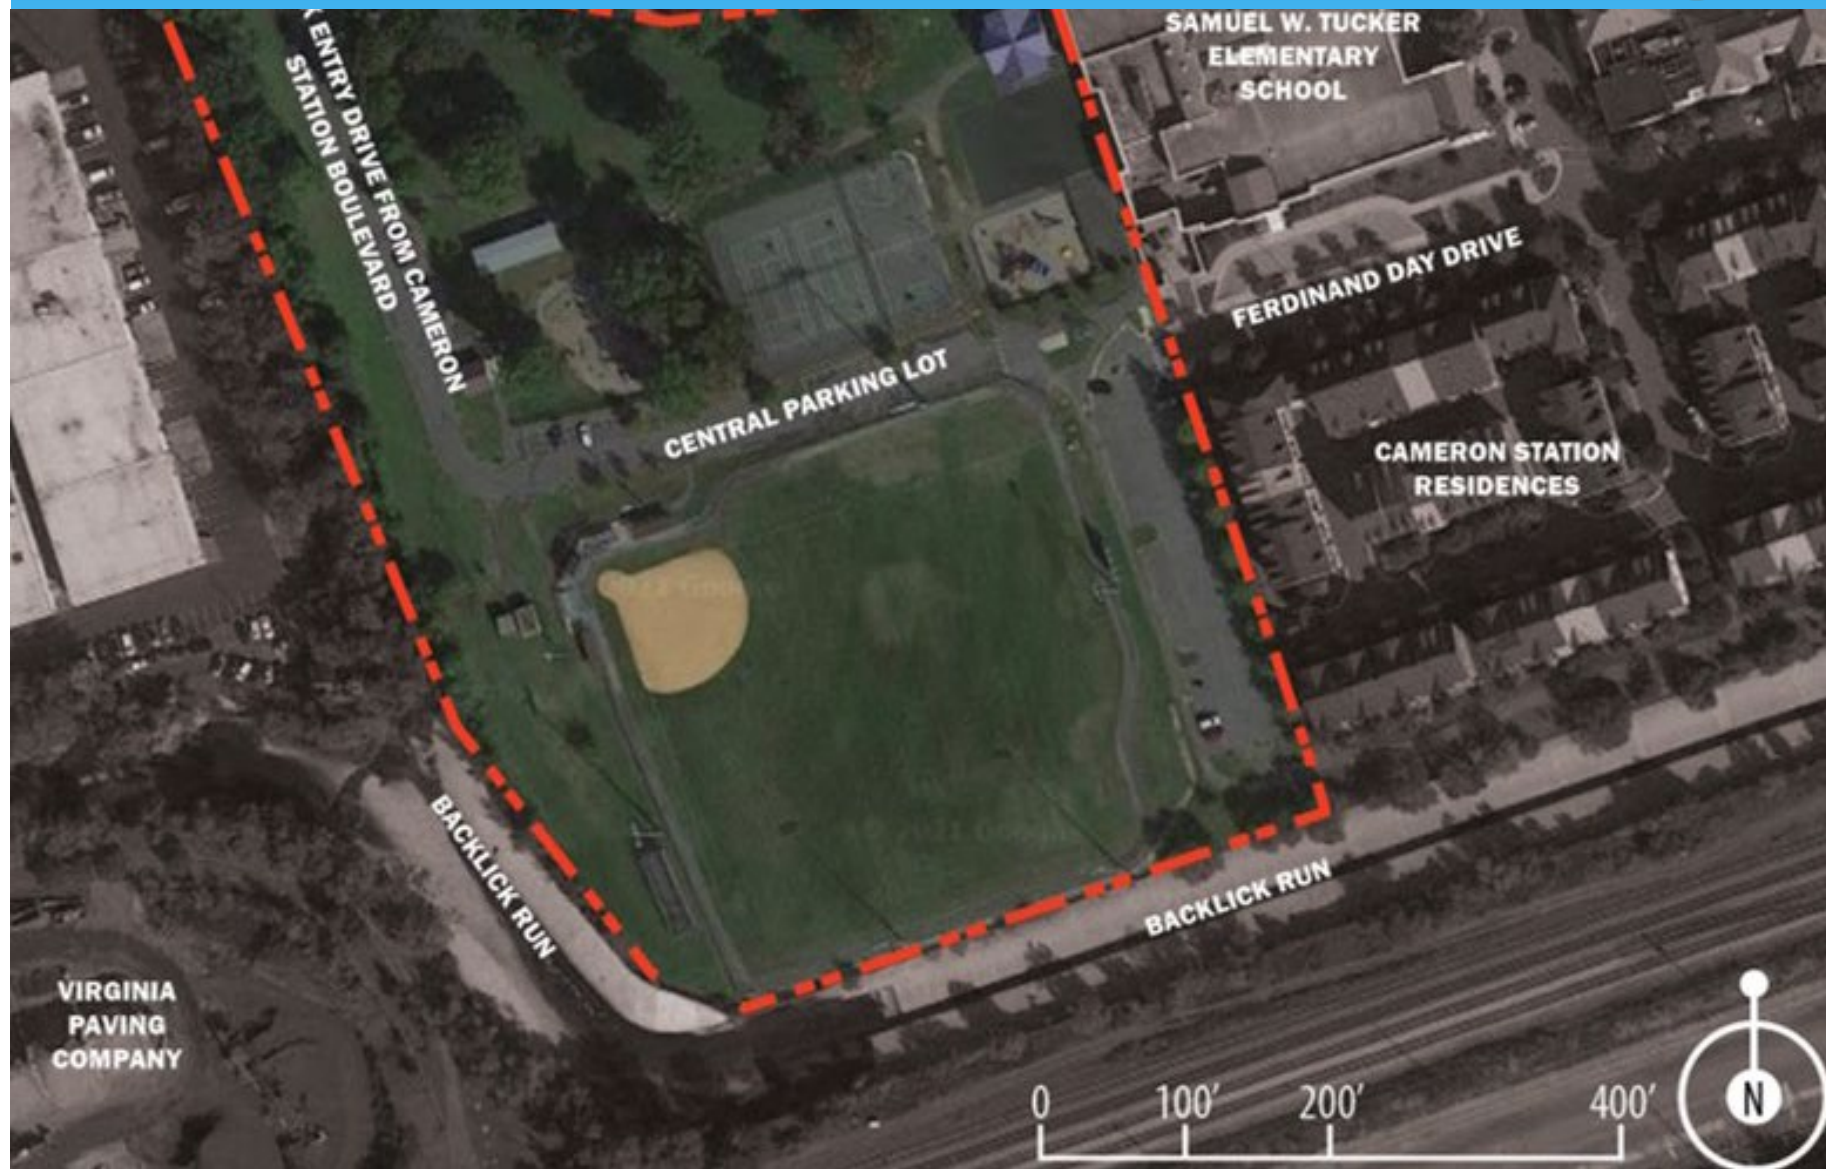 SAMUEL W. TUCKER
ELEMENTARY
SCHOOL
ENTRY DRIVE FROM CAMERON
STATION BOULEVARD
FERDINAND DAY DRIVE
CENTRAL PARKING LOT
CAMERON STATION
RESIDENCES
BACKLICK RUN
BACKLICK RUN
VIRGINIA
PAVING
COMPANY
0 100′ 200′ 400′
N